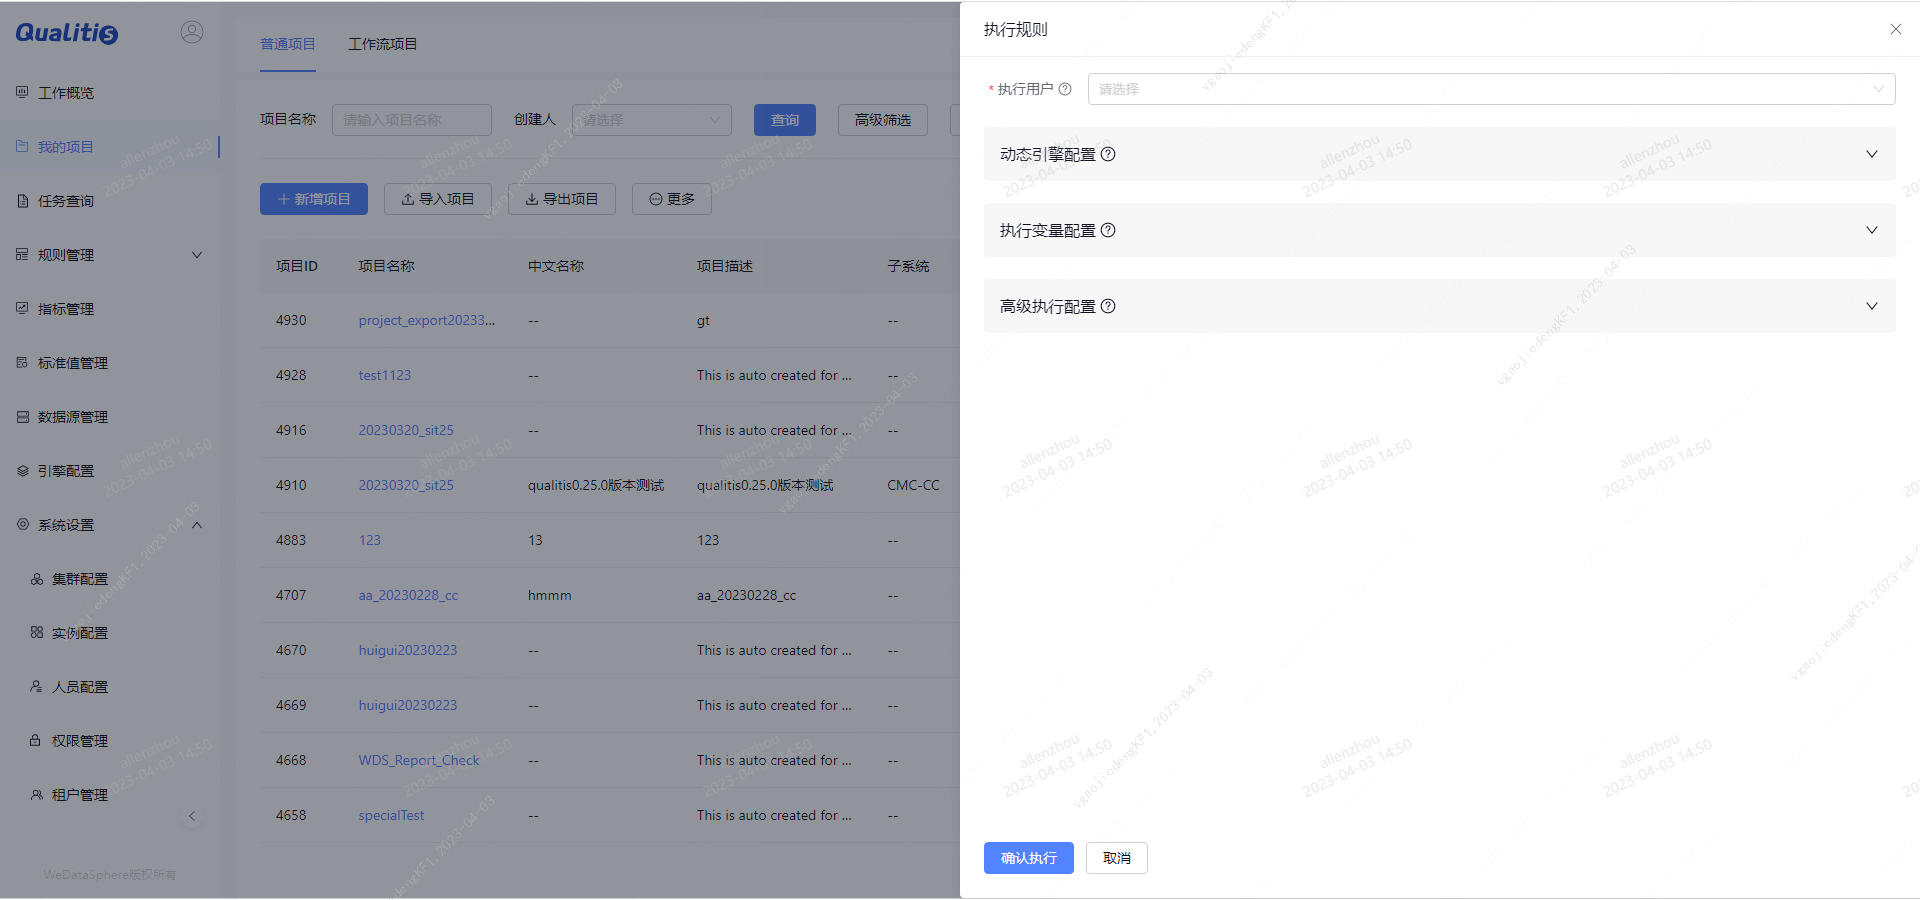 Qualitis
工作概览
我的项目
任务查询
规则管理
指标管理
标准值管理
数据源管理
引擎配置
系统设置
集群配置
实例配置
人员配置
权限管理
租户管理
WeDataSphere版权所有
普通项目 工作流项目
项目名称 请输入项目名称 创建人 请选择 查询 高级筛选
新增项目 导入项目 导出项目 更多
项目ID 项目名称 中文名称 项目描述 子系统
4930 project_export20233... -- gt --
4928 test1123 -- This is auto created for ... --
4916 20230320_sit25 -- This is auto created for ... --
4910 20230320_sit25 qualitis0.25.0版本测试 qualitis0.25.0版本测试 CMC-CC
4883 123 13 123 --
4707 aa_20230228_cc hmmm aa_20230228_cc --
4670 huigui20230223 -- This is auto created for ... --
4669 huigui20230223 -- This is auto created for ... --
4668 WDS_Report_Check -- This is auto created for ... --
4658 specialTest -- This is auto created for ... --
执行规则
* 执行用户 请选择
动态引擎配置
执行变量配置
高级执行配置
确认执行 取消
allenzhou
2023-04-03 14:50
vgaojiedengKF1, 2023-04-03